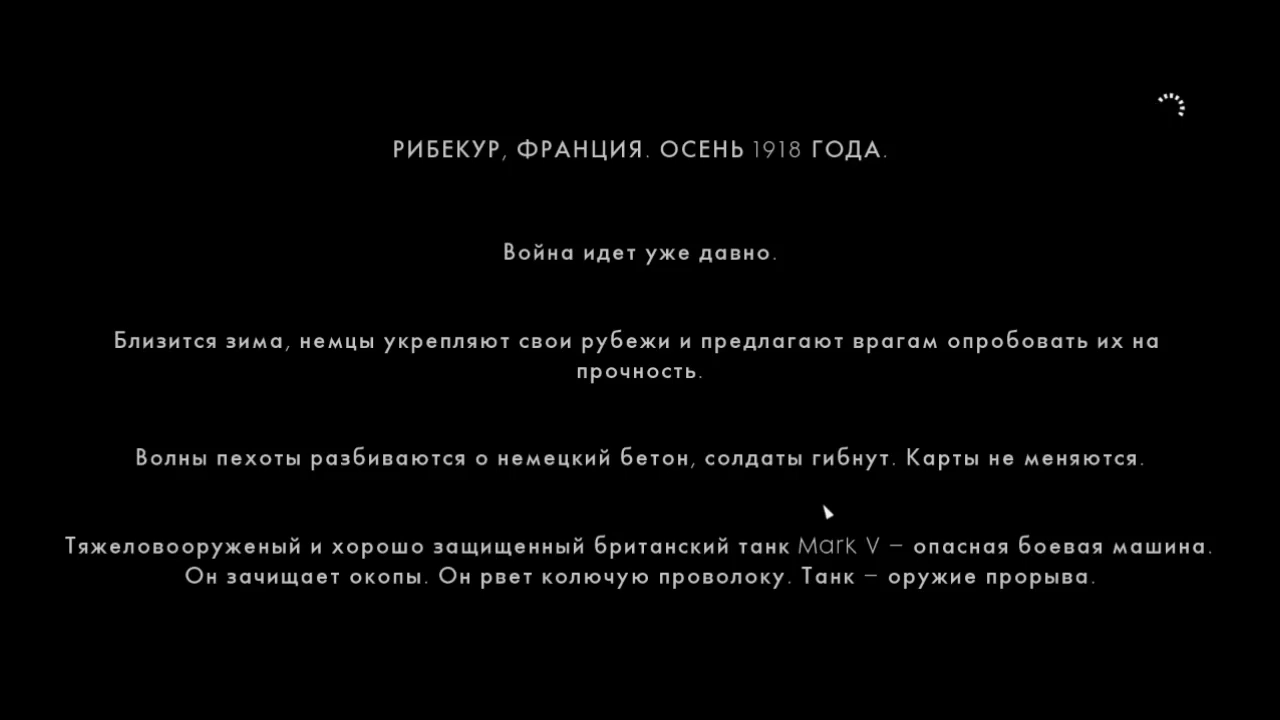 РИБЕКУР, ФРАНЦИЯ. ОСЕНЬ 1918 ГОДА.
Война идет уже давно.
Близится зима, немцы укрепляют свои рубежи и предлагают врагам опробовать их на
прочность.
Волны пехоты разбиваются о немецкий бетон, солдаты гибнут. Карты не меняются.
Тяжеловооруженый и хорошо защищенный британский танк Mark V – опасная боевая машина.
Он зачищает окопы. Он рвет колючую проволоку. Танк – оружие прорыва.